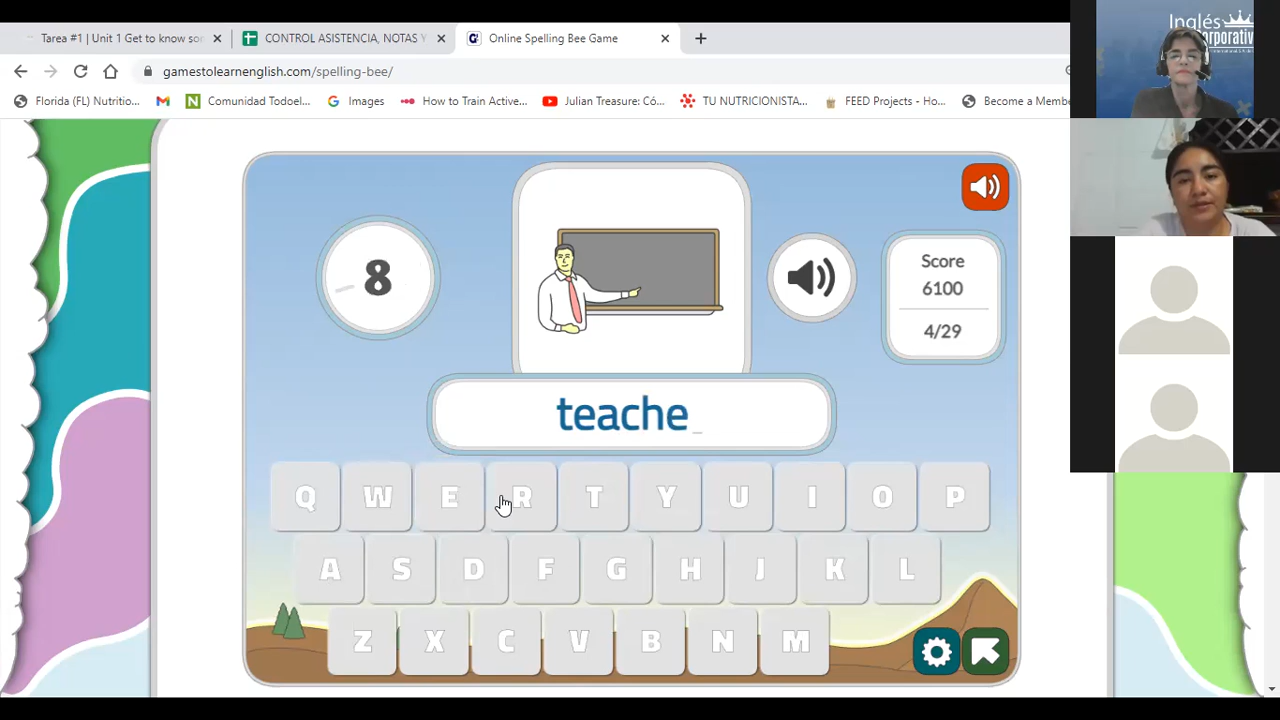 Tarea #1 | Unit 1 Get to know so
CONTROL ASISTENCIA, NOTAS Y
Online Spelling Bee Game
gamestolearnenglish.com/spelling-bee/
Florida (FL) Nutritio...
Comunidad Todoel...
Images
How to Train Active...
Julian Treasure: Có...
TU NUTRICIONISTA...
FEED Projects - Ho...
Become a Membe
Inglés
Corporativ
8
Score
6100
4/29
teache_
Q W E R T Y U I O P
A S D F G H J K L
Z X C V B N M